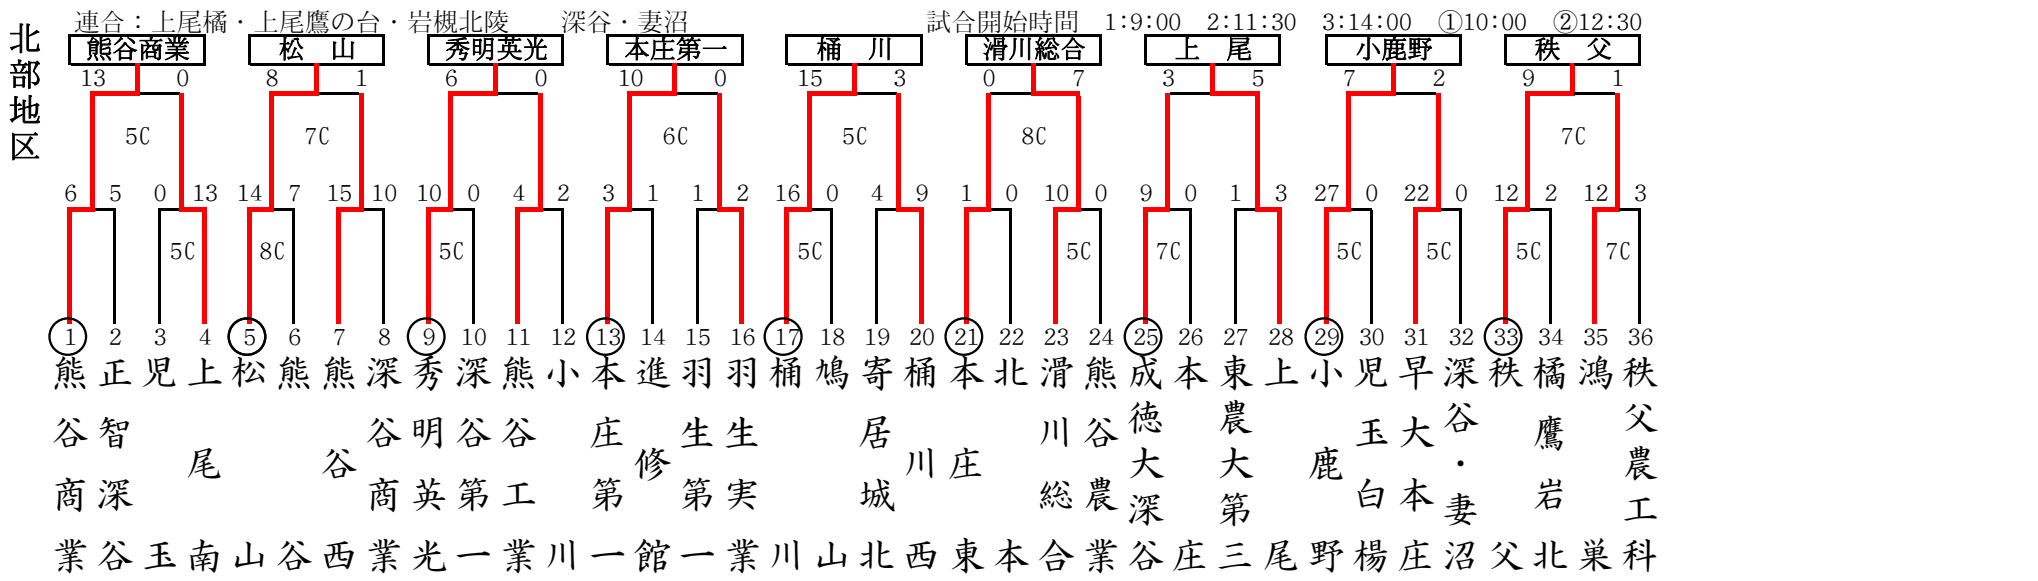 連合：上尾橘・上尾鷹の台・岩槻北陵　　深谷・妻沼　　試合開始時間　1:9:00　2:11:30　3:14:00　①10:00　②12:30
北部地区
熊谷商業　松　山　秀明英光　本庄第一　桶　川　滑川総合　上　尾　小鹿野　秩　父
13 0 8 1 6 0 10 0 15 3 0 7 3 5 7 2 9 1
5C 7C 6C 5C 8C 7C
6 5 0 13 14 7 15 10 10 0 4 2 3 1 1 2 16 0 4 9 1 0 10 0 9 0 1 3 27 0 22 0 12 2 12 3
5C 8C 5C 5C 5C 7C 5C 5C 5C 7C
1 2 3 4 5 6 7 8 9 10 11 12 13 14 15 16 17 18 19 20 21 22 23 24 25 26 27 28 29 30 31 32 33 34 35 36
熊谷商業
正智深谷
児玉
上尾南
松山
熊谷
熊谷西
深谷商業
秀明英光
深谷第一
熊谷工業
小川
本庄第一
進修館
羽生第一
羽生実業
桶川
鳩山
寄居城北
桶川西
本庄東
北本
滑川総合
熊谷農業
成徳大深谷
本庄
東農大第三
上尾
小鹿野
児玉白楊
早大本庄
深谷・妻沼
秩父
橘鷹岩北
鴻巣
秩父農工科